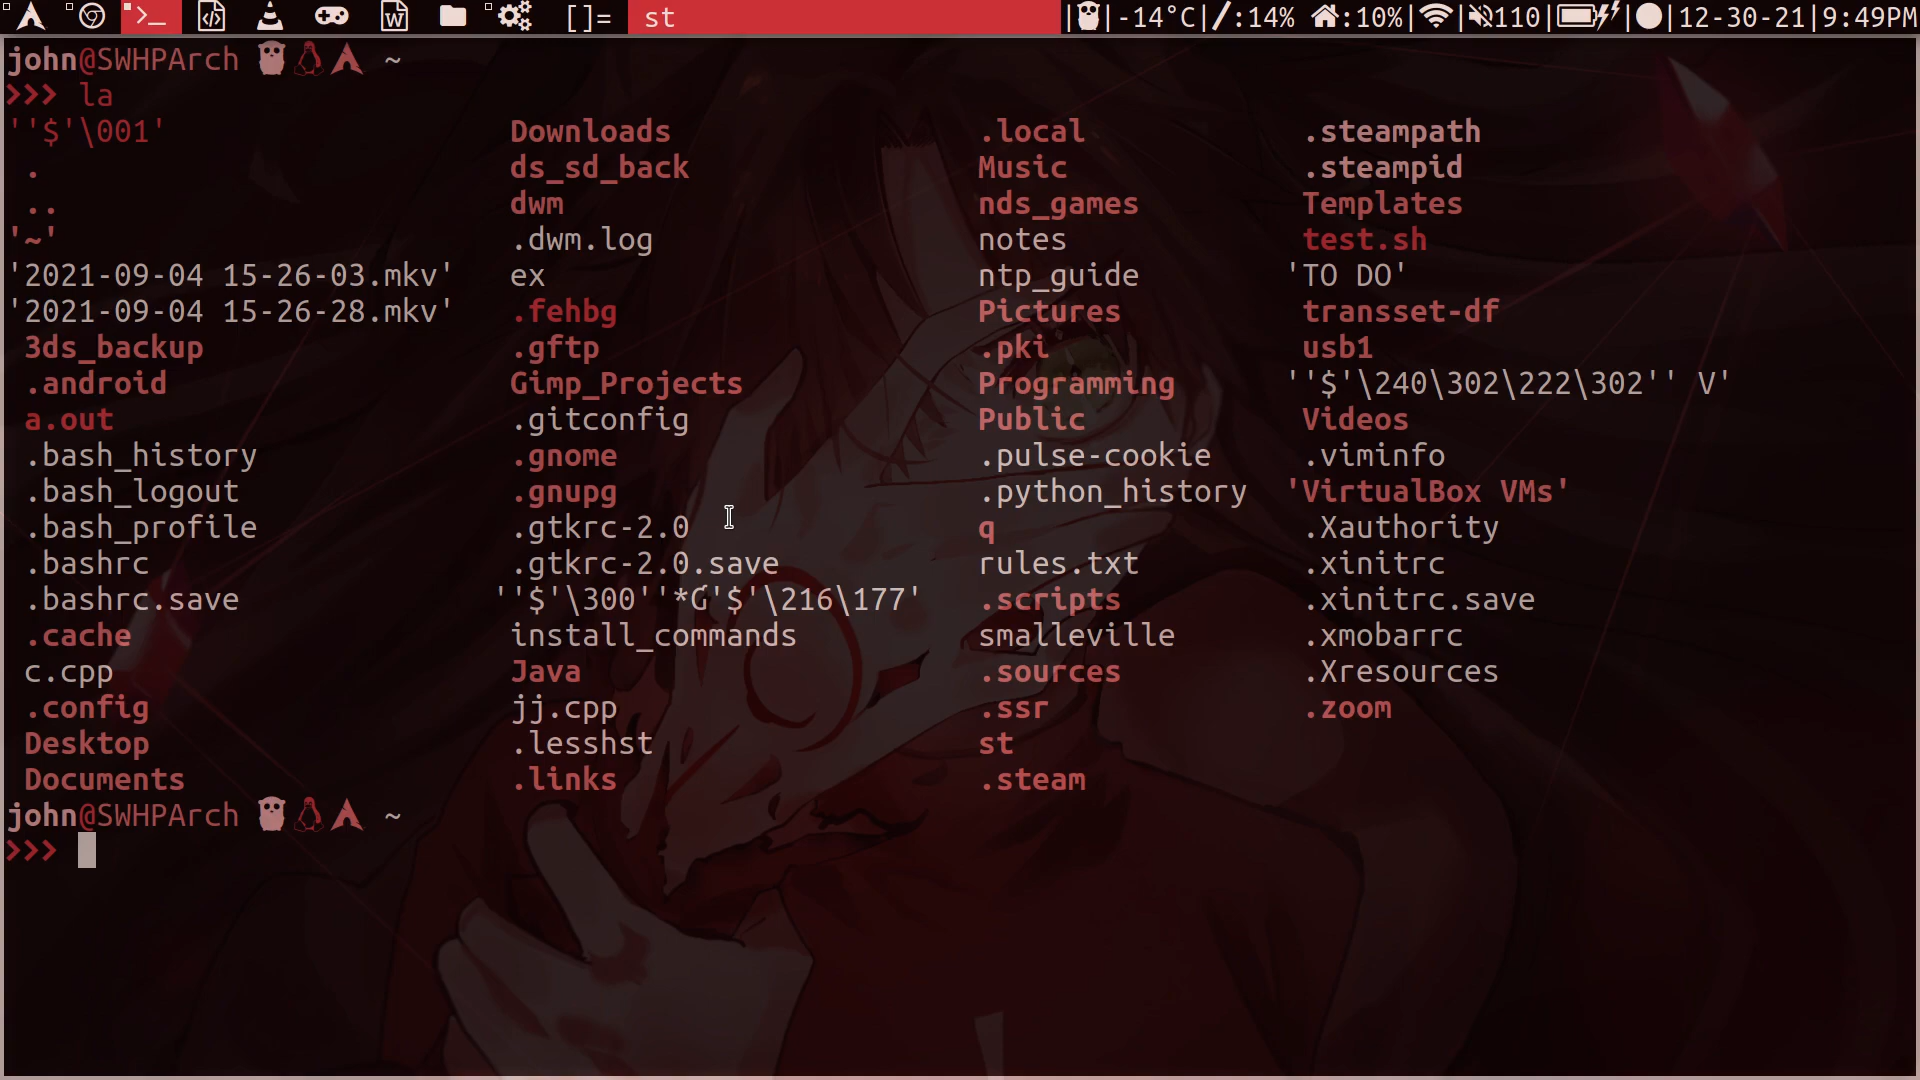 []= st |-14°C|/:14% :10%| | 110| | |12-30-21|9:49PM
john@SWHPArch ~
>>> la
''$'\001' Downloads .local .steampath
. ds_sd_back Music .steampid
.. dwm nds_games Templates
'~' .dwm.log notes test.sh
'2021-09-04 15-26-03.mkv' ex ntp_guide 'TO DO'
'2021-09-04 15-26-28.mkv' .fehbg Pictures transset-df
3ds_backup .gftp .pki usb1
.android Gimp_Projects Programming ''$'\240\302\222\302'' V'
a.out .gitconfig Public Videos
.bash_history .gnome .pulse-cookie .viminfo
.bash_logout .gnupg .python_history 'VirtualBox VMs'
.bash_profile .gtkrc-2.0 q .Xauthority
.bashrc .gtkrc-2.0.save rules.txt .xinitrc
.bashrc.save ''$'\300''*Ɠ'$'\216\177' .scripts .xinitrc.save
.cache install_commands smalleville .xmobarrc
c.cpp Java .sources .Xresources
.config jj.cpp .ssr .zoom
Desktop .lesshst st
Documents .links .steam
john@SWHPArch ~
>>>